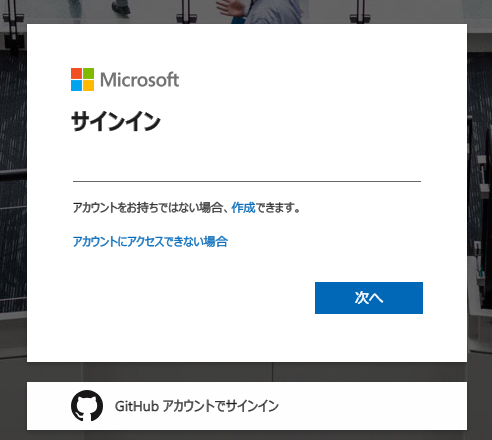 Microsoft
サインイン
アカウントをお持ちではない場合、作成できます。
アカウントにアクセスできない場合
次へ
GitHub アカウントでサインイン